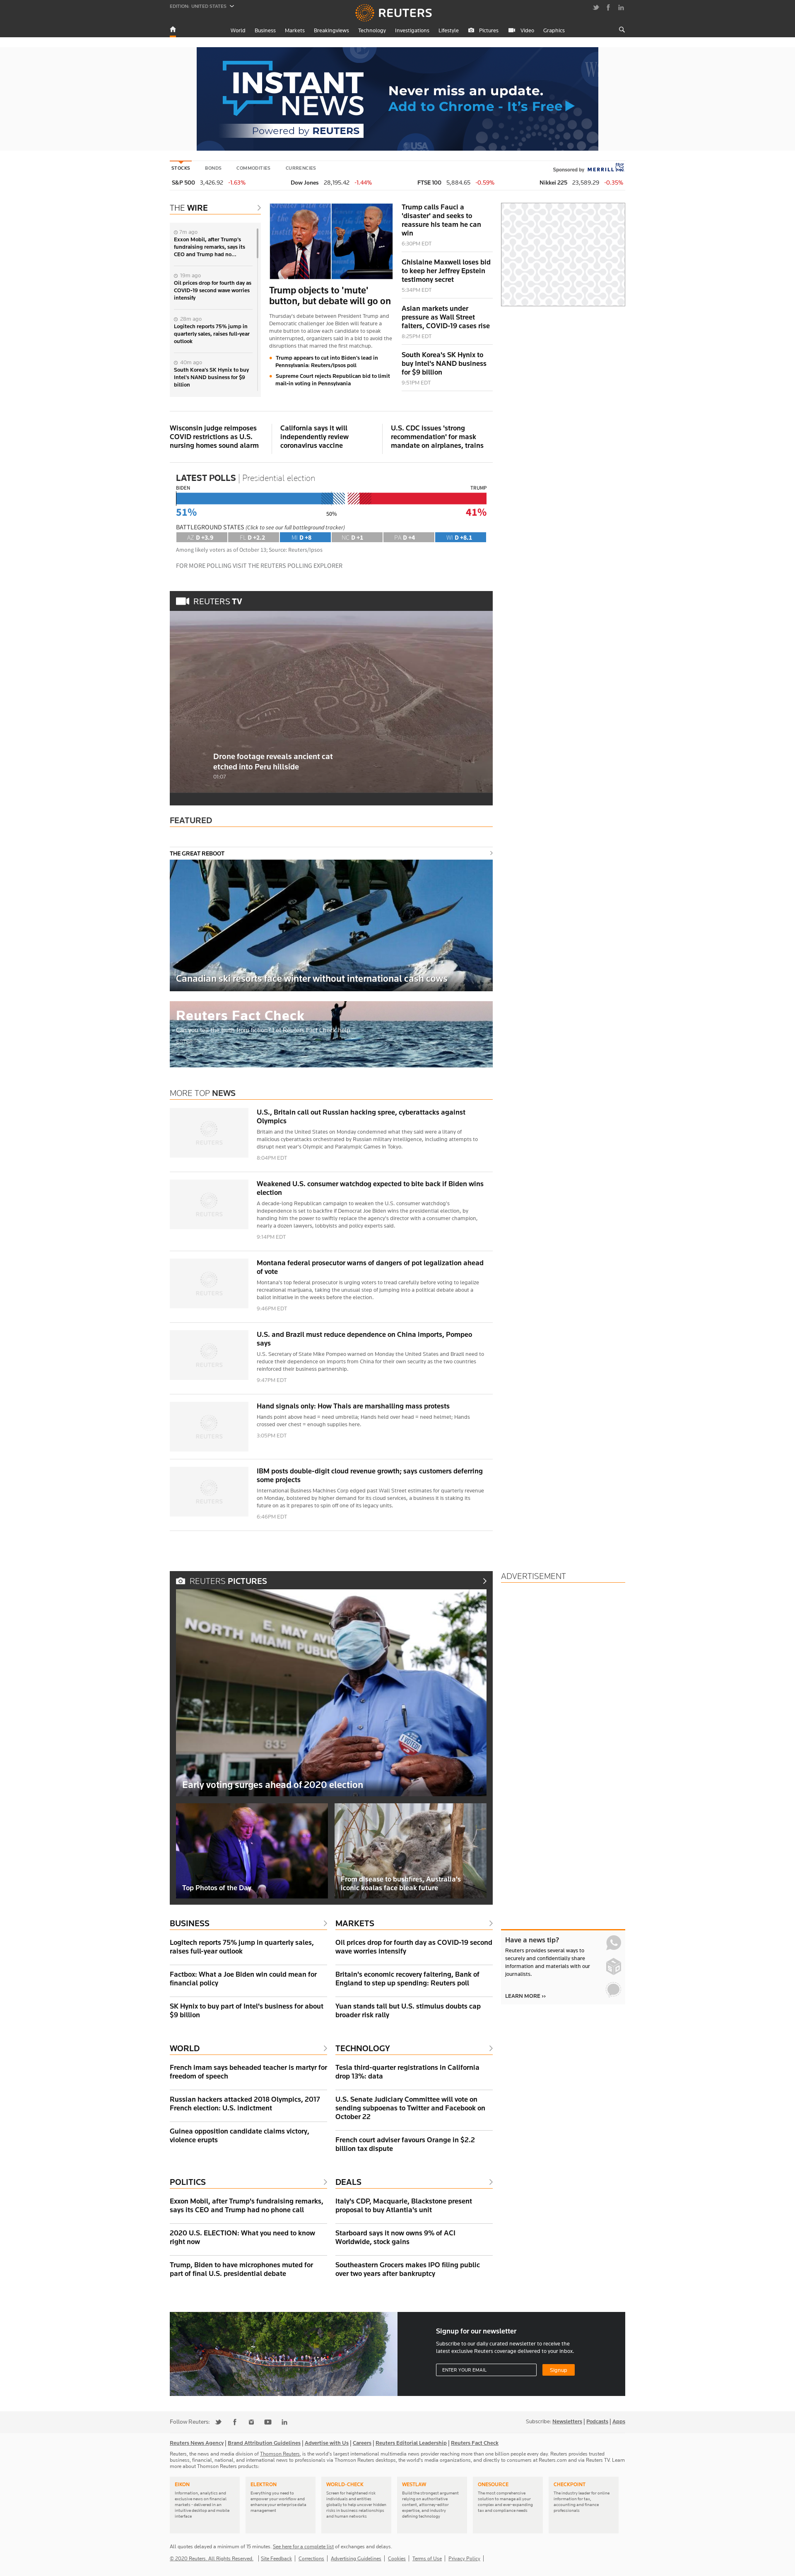 EDITION: UNITED STATES
REUTERS
World Business Markets Breakingviews Technology Investigations Lifestyle Pictures Video Graphics
INSTANT
NEWS
Powered by REUTERS
Never miss an update.
Add to Chrome - It's Free
STOCKS BONDS COMMODITIES CURRENCIES
Sponsored by MERRILL
S&P 500 3,426.92 -1.63%
Dow Jones 28,195.42 -1.44%
FTSE 100 5,884.65 -0.59%
Nikkei 225 23,589.29 -0.35%
THE WIRE
7m ago
Exxon Mobil, after Trump's
fundraising remarks, says its
CEO and Trump had no...
19m ago
Oil prices drop for fourth day as
COVID-19 second wave worries
intensify
28m ago
Logitech reports 75% jump in
quarterly sales, raises full-year
outlook
40m ago
South Korea's SK Hynix to buy
Intel's NAND business for $9
billion
Trump objects to 'mute'
button, but debate will go on
Thursday's debate between President Trump and
Democratic challenger Joe Biden will feature a
mute button to allow each candidate to speak
uninterrupted, organizers said in a bid to avoid the
disruptions that marred the first matchup.
Trump appears to cut into Biden's lead in
Pennsylvania: Reuters/Ipsos poll
Supreme Court rejects Republican bid to limit
mail-in voting in Pennsylvania
Trump calls Fauci a
'disaster' and seeks to
reassure his team he can
win
6:30PM EDT
Ghislaine Maxwell loses bid
to keep her Jeffrey Epstein
testimony secret
5:34PM EDT
Asian markets under
pressure as Wall Street
falters, COVID-19 cases rise
8:25PM EDT
South Korea's SK Hynix to
buy Intel's NAND business
for $9 billion
9:51PM EDT
Wisconsin judge reimposes
COVID restrictions as U.S.
nursing homes sound alarm
California says it will
independently review
coronavirus vaccine
U.S. CDC issues 'strong
recommendation' for mask
mandate on airplanes, trains
LATEST POLLS | Presidential election
BIDEN TRUMP
51% 50% 41%
BATTLEGROUND STATES (Click to see our full battleground tracker)
AZ D +3.9 FL D +2.2 MI D +8 NC D +1 PA D +4 WI D +8.1
Among likely voters as of October 13; Source: Reuters/Ipsos
FOR MORE POLLING VISIT THE REUTERS POLLING EXPLORER
REUTERS TV
Drone footage reveals ancient cat
etched into Peru hillside
01:07
FEATURED
THE GREAT REBOOT
Canadian ski resorts face winter without international cash cows
Reuters Fact Check
MORE TOP NEWS
U.S., Britain call out Russian hacking spree, cyberattacks against
Olympics
Britain and the United States on Monday condemned what they said were a litany of
malicious cyberattacks orchestrated by Russian military intelligence, including attempts to
disrupt next year's Olympic and Paralympic Games in Tokyo.
8:04PM EDT
REUTERS
Weakened U.S. consumer watchdog expected to bite back if Biden wins
election
A decade-long Republican campaign to weaken the U.S. consumer watchdog's
independence is set to backfire if Democrat Joe Biden wins the presidential election, by
handing him the power to swiftly replace the agency's director with a consumer champion,
nearly a dozen lawyers, lobbyists and policy experts said.
9:14PM EDT
REUTERS
Montana federal prosecutor warns of dangers of pot legalization ahead
of vote
Montana's top federal prosecutor is urging voters to tread carefully before voting to legalize
recreational marijuana, taking the unusual step of jumping into a political debate about a
ballot initiative in the weeks before the election.
9:46PM EDT
REUTERS
U.S. and Brazil must reduce dependence on China imports, Pompeo
says
U.S. Secretary of State Mike Pompeo warned on Monday the United States and Brazil need to
reduce their dependence on imports from China for their own security as the two countries
reinforced their business partnership.
9:47PM EDT
REUTERS
Hand signals only: How Thais are marshalling mass protests
Hands point above head = need umbrella; Hands held over head = need helmet; Hands
crossed over chest = enough supplies here.
3:05PM EDT
REUTERS
IBM posts double-digit cloud revenue growth; says customers deferring
some projects
International Business Machines Corp edged past Wall Street estimates for quarterly revenue
on Monday, bolstered by higher demand for its cloud services, a business it is staking its
future on as it prepares to spin off one of its legacy units.
6:46PM EDT
REUTERS
REUTERS PICTURES
E. MAY
NORTH MIAMI PUBLIC
835
Early voting surges ahead of 2020 election
Top Photos of the Day
From disease to bushfires, Australia's
iconic koalas face bleak future
ADVERTISEMENT
BUSINESS
Logitech reports 75% jump in quarterly sales,
raises full-year outlook
Factbox: What a Joe Biden win could mean for
financial policy
SK Hynix to buy part of Intel's business for about
$9 billion
MARKETS
Oil prices drop for fourth day as COVID-19 second
wave worries intensify
Britain's economic recovery faltering, Bank of
England to step up spending: Reuters poll
Yuan stands tall but U.S. stimulus doubts cap
broader risk rally
Have a news tip?
Reuters provides several ways to
securely and confidentially share
information and materials with our
journalists.
LEARN MORE ››
WORLD
French imam says beheaded teacher is martyr for
freedom of speech
Russian hackers attacked 2018 Olympics, 2017
French election: U.S. indictment
Guinea opposition candidate claims victory,
violence erupts
TECHNOLOGY
Tesla third-quarter registrations in California
drop 13%: data
U.S. Senate Judiciary Committee will vote on
sending subpoenas to Twitter and Facebook on
October 22
French court adviser favours Orange in $2.2
billion tax dispute
POLITICS
Exxon Mobil, after Trump's fundraising remarks,
says its CEO and Trump had no phone call
2020 U.S. ELECTION: What you need to know
right now
Trump, Biden to have microphones muted for
part of final U.S. presidential debate
DEALS
Italy's CDP, Macquarie, Blackstone present
proposal to buy Atlantia's unit
Starboard says it now owns 9% of ACI
Worldwide, stock gains
Southeastern Grocers makes IPO filing public
over two years after bankruptcy
Signup for our newsletter
Subscribe to our daily curated newsletter to receive the
latest exclusive Reuters coverage delivered to your inbox.
ENTER YOUR EMAIL Signup
Follow Reuters:
Subscribe: Newsletters | Podcasts | Apps
Reuters News Agency | Brand Attribution Guidelines | Advertise with Us | Careers | Reuters Editorial Leadership | Reuters Fact Check
Reuters, the news and media division of Thomson Reuters, is the world's largest international multimedia news provider reaching more than one billion people every day. Reuters provides trusted
business, financial, national, and international news to professionals via Thomson Reuters desktops, the world's media organizations, and directly to consumers at Reuters.com and via Reuters TV. Learn
more about Thomson Reuters products:
EIKON
Information, analytics and
exclusive news on financial
markets - delivered in an
intuitive desktop and mobile
interface
ELEKTRON
Everything you need to
empower your workflow and
enhance your enterprise data
management
WORLD-CHECK
Screen for heightened risk
individuals and entities
globally to help uncover hidden
risks in business relationships
and human networks
WESTLAW
Build the strongest argument
relying on authoritative
content, attorney-editor
expertise, and industry
defining technology
ONESOURCE
The most comprehensive
solution to manage all your
complex and ever-expanding
tax and compliance needs
CHECKPOINT
The industry leader for online
information for tax,
accounting and finance
professionals
All quotes delayed a minimum of 15 minutes. See here for a complete list of exchanges and delays.
© 2020 Reuters. All Rights Reserved. | Site Feedback | Corrections | Advertising Guidelines | Cookies | Terms of Use | Privacy Policy |